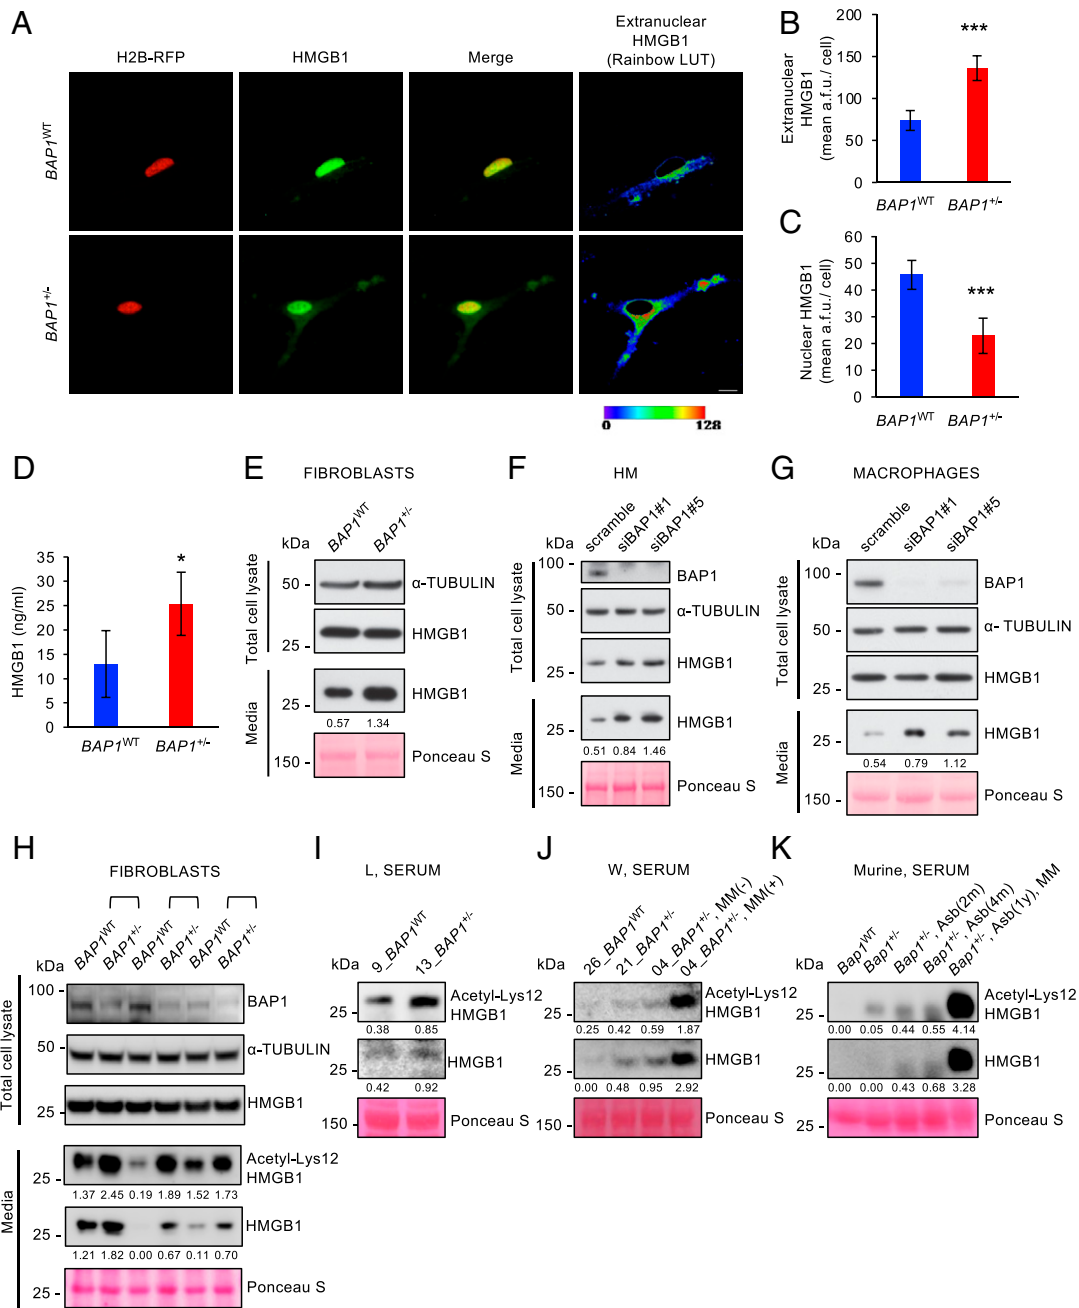 A
H2B-RFP
HMGB1
Merge
Extranuclear
HMGB1
(Rainbow LUT)
BAP1WT
BAP1+/-
0 128
B
Extranuclear
HMGB1
(mean a.f.u./ cell)
200
150
100
50
0
***
BAP1WT BAP1+/-
C
Nuclear HMGB1
(mean a.f.u./ cell)
60
50
40
30
20
10
0
***
BAP1WT BAP1+/-
D
HMGB1 (ng/ml)
40
35
30
25
20
15
10
5
0
*
BAP1WT BAP1+/-
E
FIBROBLASTS
kDa
BAP1WT
BAP1+/-
Total cell lysate
50 - α-TUBULIN
25 - HMGB1
Media
25 - HMGB1
0.57 1.34
150 - Ponceau S
F
HM
kDa
scramble
siBAP1#1
siBAP1#5
Total cell lysate
100 - BAP1
50 - α-TUBULIN
25 - HMGB1
Media
25 - HMGB1
0.51 0.84 1.46
150 - Ponceau S
G
MACROPHAGES
kDa
scramble
siBAP1#1
siBAP1#5
Total cell lysate
100 - BAP1
50 - α- TUBULIN
25 - HMGB1
Media
25 - HMGB1
0.54 0.79 1.12
150 - Ponceau S
H
FIBROBLASTS
kDa
BAP1WT
BAP1+/-
BAP1WT
BAP1+/-
BAP1WT
BAP1+/-
Total cell lysate
100 - BAP1
50 - α-TUBULIN
25 - HMGB1
Media
Acetyl-Lys12
25 - HMGB1
1.37 2.45 0.19 1.89 1.52 1.73
25 - HMGB1
1.21 1.82 0.00 0.67 0.11 0.70
25 - Ponceau S
I
L, SERUM
kDa
9_BAP1WT
13_BAP1+/-
Acetyl-Lys12
25 - HMGB1
0.38 0.85
25 - HMGB1
0.42 0.92
150 - Ponceau S
J
W, SERUM
kDa
26_BAP1WT
21_BAP1+/-
04_BAP1+/-, MM(-)
04_BAP1+/-, MM(+)
Acetyl-Lys12
25 - HMGB1
0.25 0.42 0.59 1.87
25 - HMGB1
0.00 0.48 0.95 2.92
150 - Ponceau S
K
Murine, SERUM
kDa
Bap1WT
Bap1+/-
Bap1+/-, Asb(2m)
Bap1+/-, Asb(4m)
Bap1+/-, Asb(1y), MM
Acetyl-Lys12
25 - HMGB1
0.00 0.05 0.44 0.55 4.14
25 - HMGB1
0.00 0.00 0.43 0.68 3.28
25 - Ponceau S